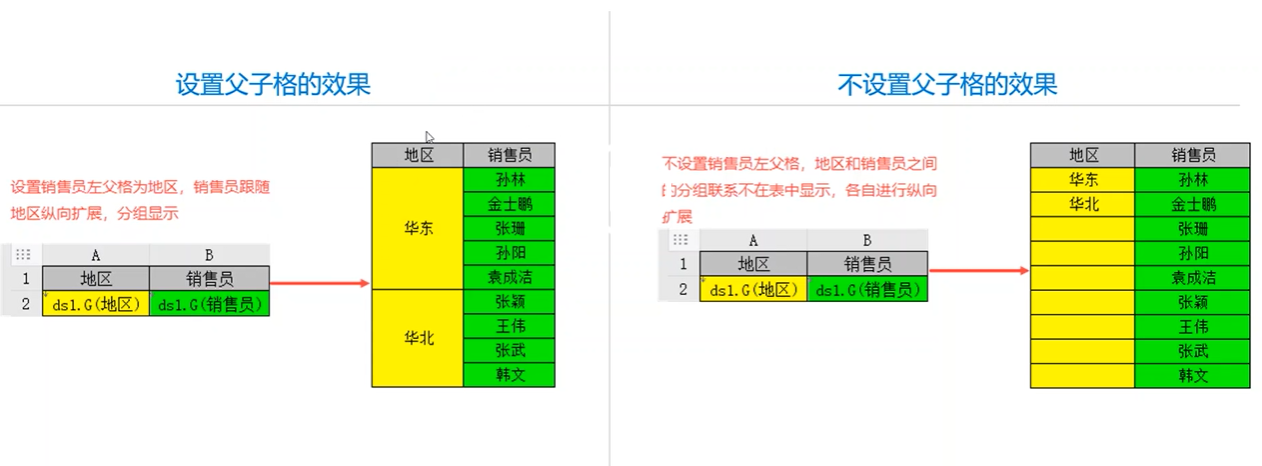 设置父子格的效果
设置销售员左父格为地区，销售员跟随
地区纵向扩展，分组显示
A B
1 地区 销售员
2 ds1.G(地区) ds1.G(销售员)
地区 销售员
华东 孙林
金士鹏
张珊
孙阳
袁成洁
华北 张颖
王伟
张武
韩文
不设置父子格的效果
不设置销售员左父格，地区和销售员之间
的分组联系不在表中显示，各自进行纵向
扩展
A B
1 地区 销售员
2 ds1.G(地区) ds1.G(销售员)
地区 销售员
华东 孙林
华北 金士鹏
张珊
孙阳
袁成洁
张颖
王伟
张武
韩文